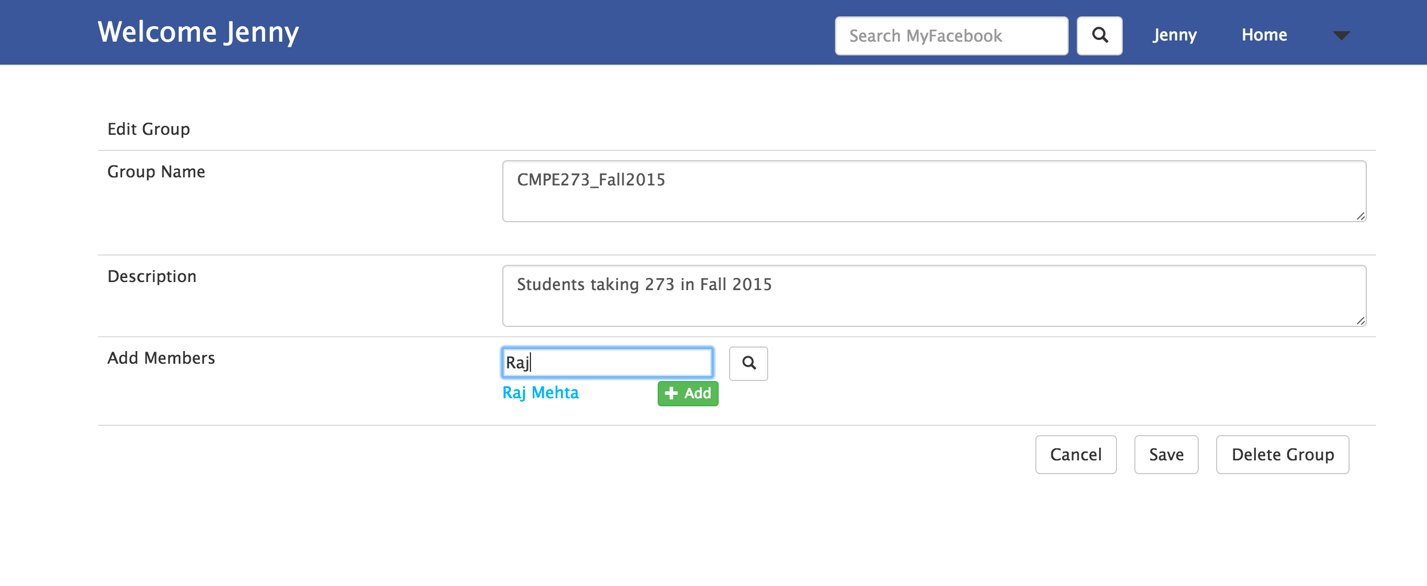 Welcome Jenny
Search MyFacebook
Jenny
Home
Edit Group
Group Name
CMPE273_Fall2015
Description
Students taking 273 in Fall 2015
Add Members
Raj
Raj Mehta
Add
Cancel
Save
Delete Group